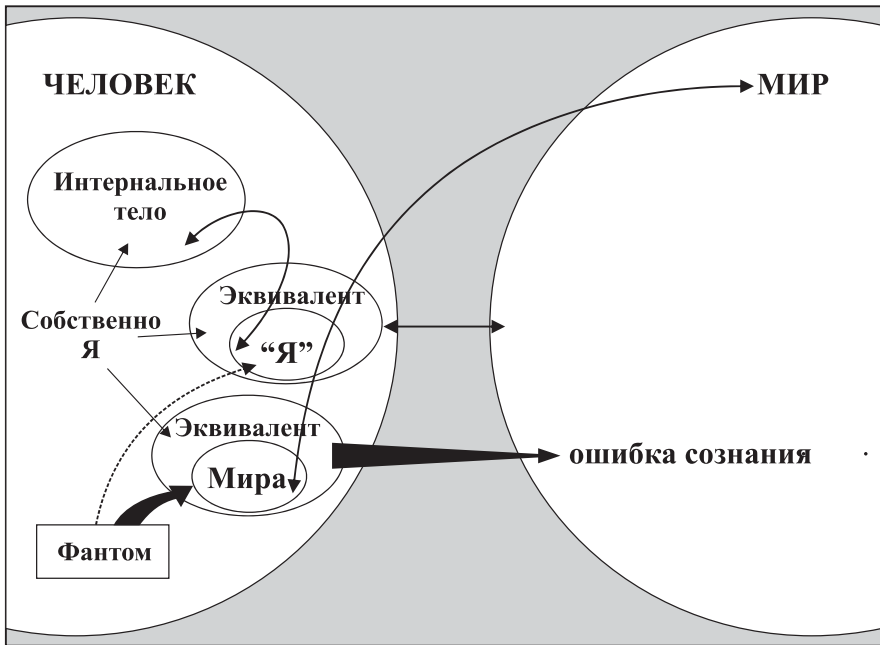 ЧЕЛОВЕК
МИР
Интернальное
тело
Эквивалент
Собственно
Я
“Я”
Эквивалент
ошибка сознания
Мира
Фантом